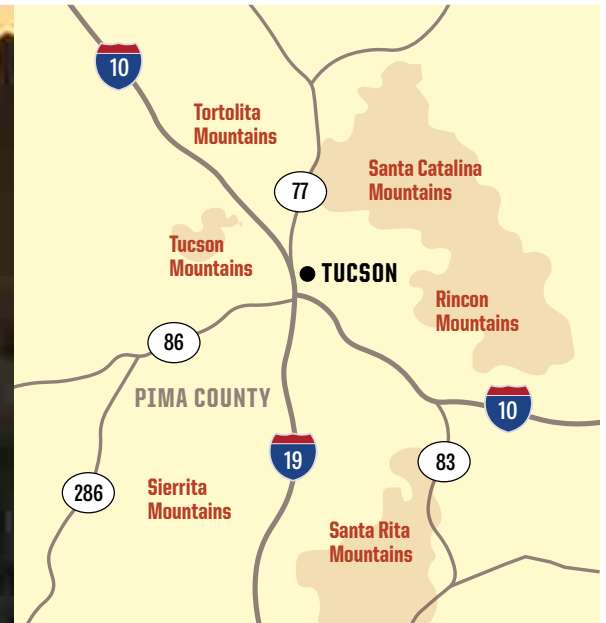 10
Tortolita
Mountains
Santa Catalina
Mountains
77
Tucson
Mountains
TUCSON
Rincon
Mountains
86
PIMA COUNTY
10
19
83
286
Sierrita
Mountains
Santa Rita
Mountains